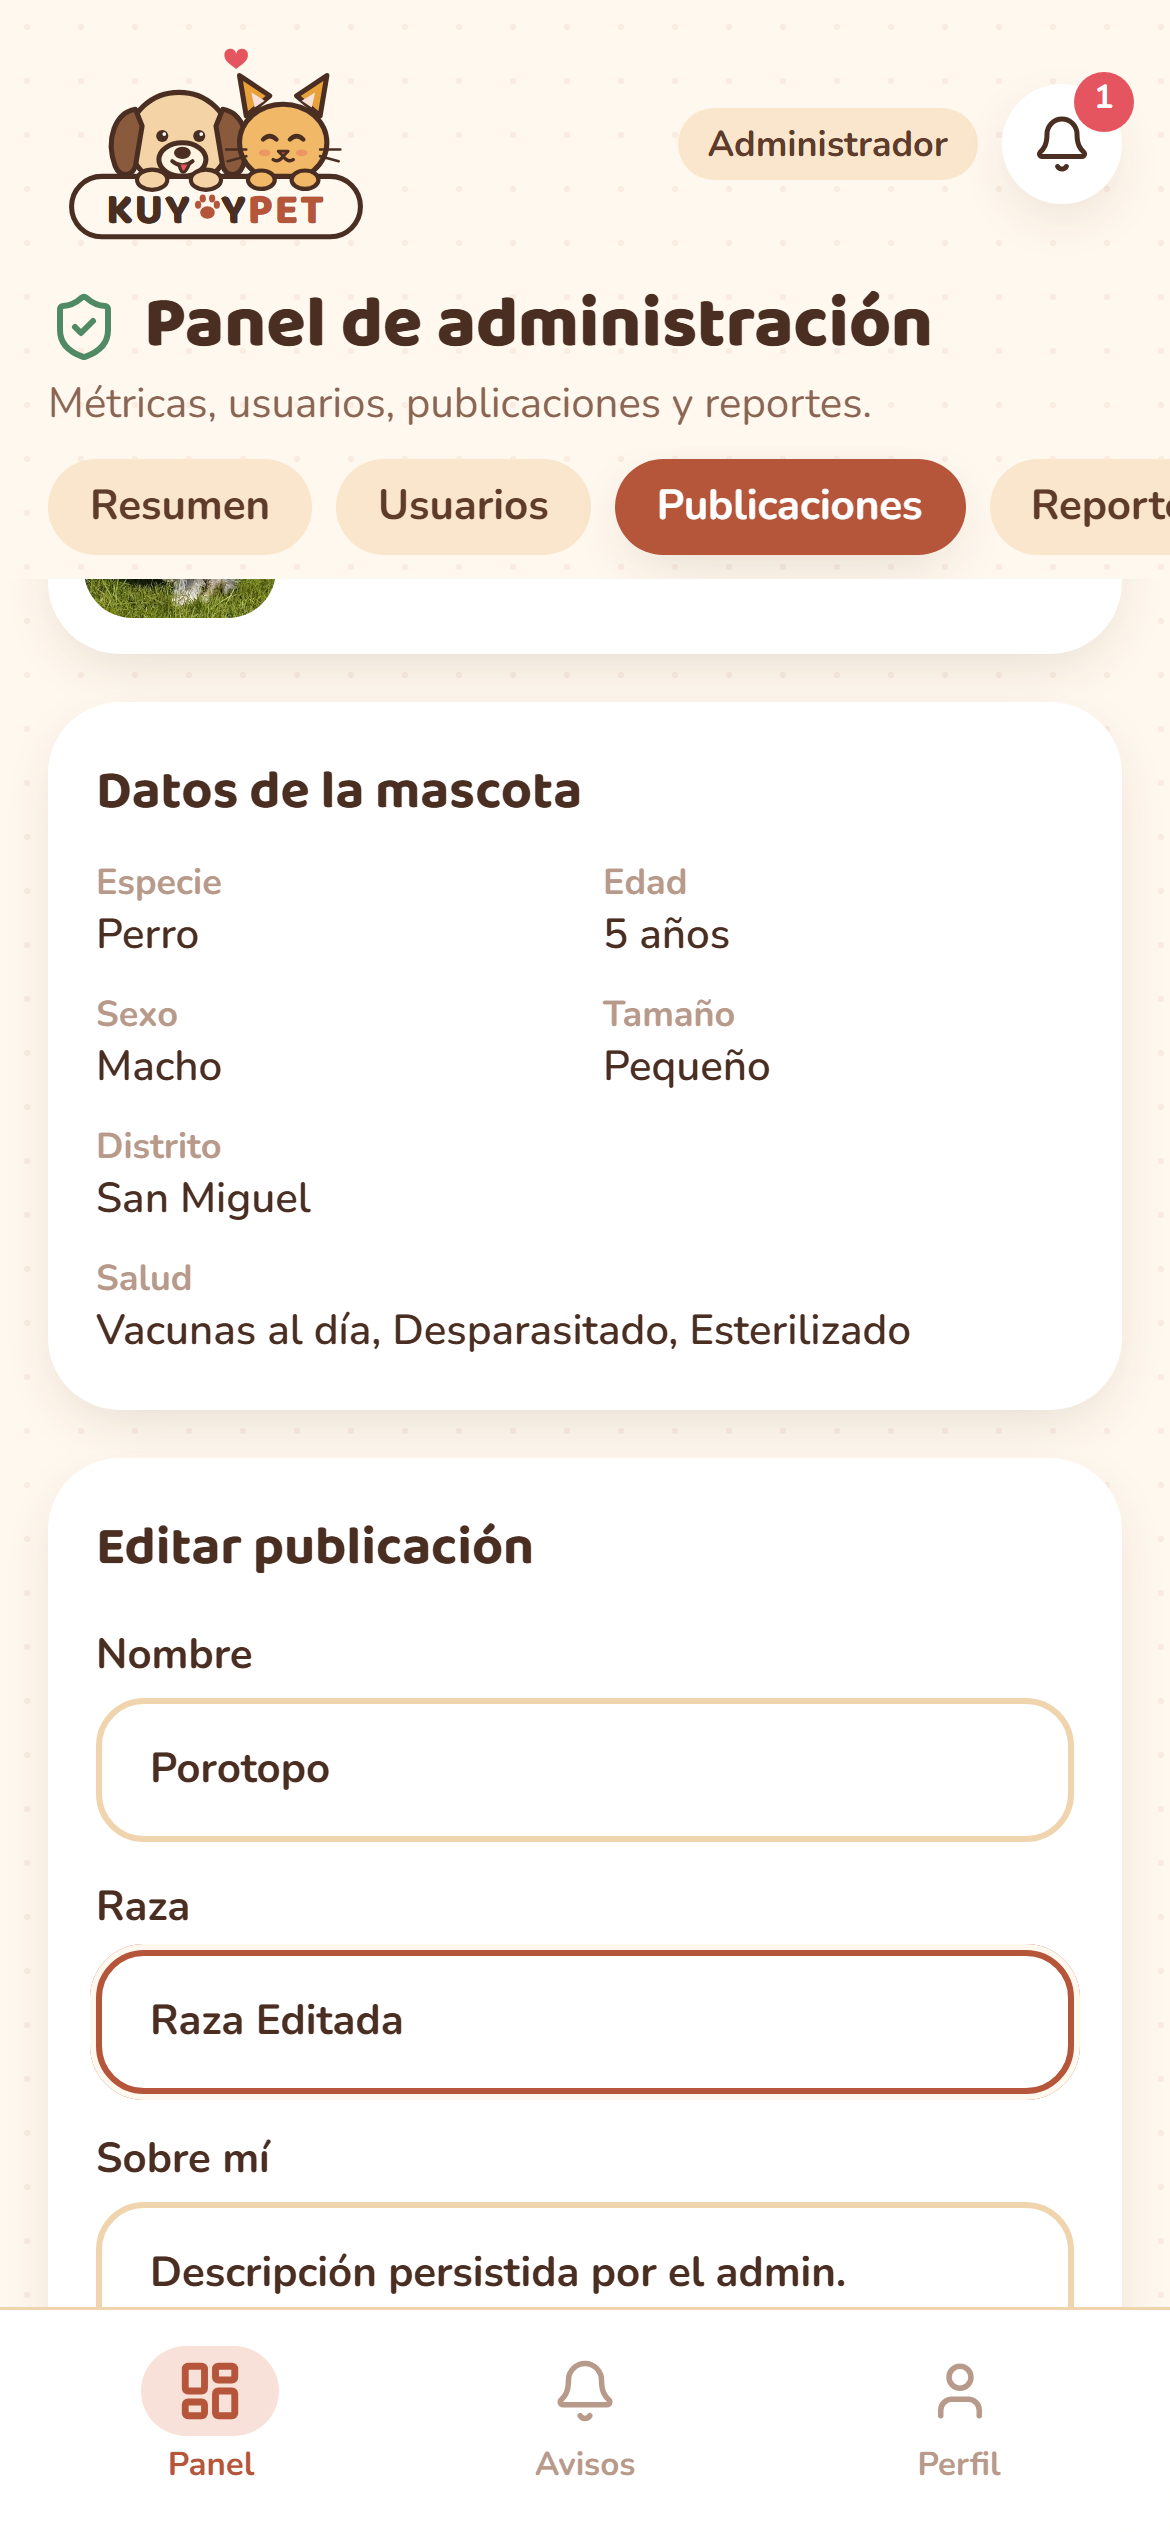 KUYAYPET
Administrador
1
Panel de administración
Métricas, usuarios, publicaciones y reportes.
Resumen
Usuarios
Publicaciones
Reporte
Datos de la mascota
Especie
Edad
Perro
5 años
Sexo
Tamaño
Macho
Pequeño
Distrito
San Miguel
Salud
Vacunas al día, Desparasitado, Esterilizado
Editar publicación
Nombre
Porotopo
Raza
Raza Editada
Sobre mí
Descripción persistida por el admin.
Panel
Avisos
Perfil